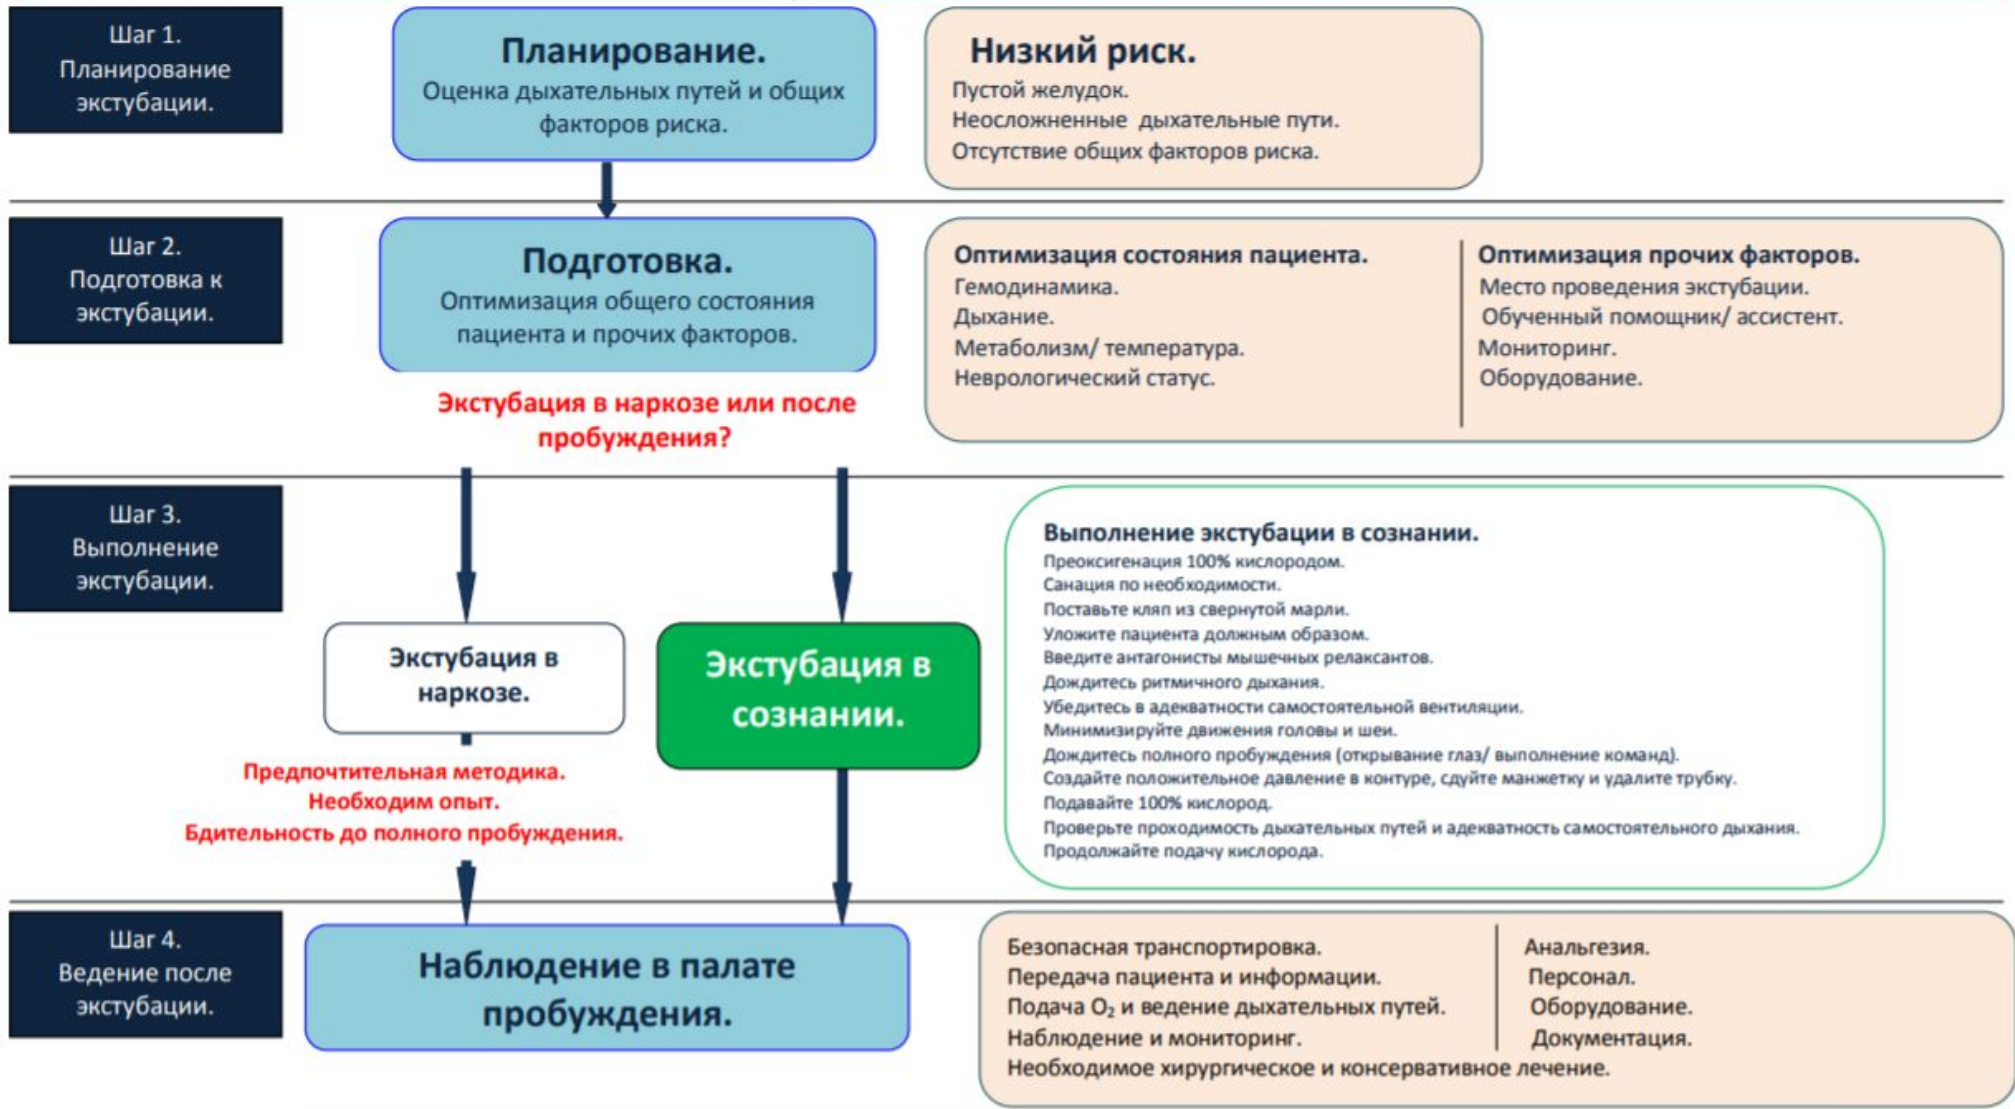 Шаг 1.
Планирование
экстубации.
Планирование.
Оценка дыхательных путей и общих
факторов риска.
Низкий риск.
Пустой желудок.
Неосложненные дыхательные пути.
Отсутствие общих факторов риска.
Шаг 2.
Подготовка к
экстубации.
Подготовка.
Оптимизация общего состояния
пациента и прочих факторов.
Экстубация в наркозе или после
пробуждения?
Оптимизация состояния пациента.
Гемодинамика.
Дыхание.
Метаболизм/ температура.
Неврологический статус.
Оптимизация прочих факторов.
Место проведения экстубации.
Обученный помощник/ ассистент.
Мониторинг.
Оборудование.
Шаг 3.
Выполнение
экстубации.
Экстубация в
наркозе.
Предпочтительная методика.
Необходим опыт.
Бдительность до полного пробуждения.
Экстубация в
сознании.
Выполнение экстубации в сознании.
Преоксигенация 100% кислородом.
Санация по необходимости.
Поставьте кляп из свернутой марли.
Уложите пациента должным образом.
Введите антагонисты мышечных релаксантов.
Дождитесь ритмичного дыхания.
Убедитесь в адекватности самостоятельной вентиляции.
Минимизируйте движения головы и шеи.
Дождитесь полного пробуждения (открывание глаз/ выполнение команд).
Создайте положительное давление в контуре, сдуйте манжетку и удалите трубку.
Подавайте 100% кислород.
Проверьте проходимость дыхательных путей и адекватность самостоятельного дыхания.
Продолжайте подачу кислорода.
Шаг 4.
Ведение после
экстубации.
Наблюдение в палате
пробуждения.
Безопасная транспортировка.
Передача пациента и информации.
Подача O₂ и ведение дыхательных путей.
Наблюдение и мониторинг.
Необходимое хирургическое и консервативное лечение.
Анальгезия.
Персонал.
Оборудование.
Документация.